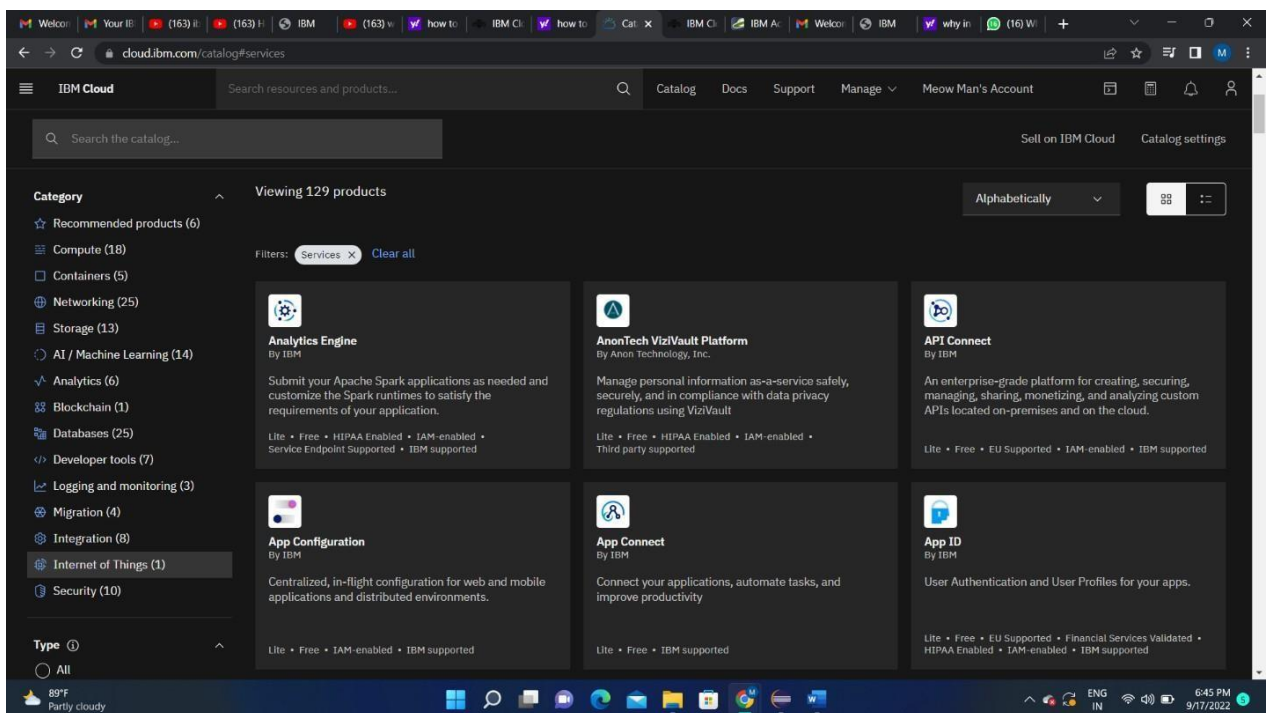 Welcon
Your IB
(163) ib
(163) H
IBM
(163) w
how to
IBM Clo
how to
Cat
IBM Cl
IBM Ac
Welcor
IBM
why in
(16) W
cloud.ibm.com/catalog#services
M
IBM Cloud
Search resources and products...
Catalog
Docs
Support
Manage
Meow Man's Account
Search the catalog...
Sell on IBM Cloud
Catalog settings
Category
Recommended products (6)
Compute (18)
Containers (5)
Networking (25)
Storage (13)
AI / Machine Learning (14)
Analytics (6)
Blockchain (1)
Databases (25)
Developer tools (7)
Logging and monitoring (3)
Migration (4)
Integration (8)
Internet of Things (1)
Security (10)
Type
All
Viewing 129 products
Alphabetically
Filters: Services × Clear all
Analytics Engine
By IBM
Submit your Apache Spark applications as needed and
customize the Spark runtimes to satisfy the
requirements of your application.
Lite • Free • HIPAA Enabled • IAM-enabled •
Service Endpoint Supported • IBM supported
AnonTech ViziVault Platform
By Anon Technology, Inc.
Manage personal information as-a-service safely,
securely, and in compliance with data privacy
regulations using ViziVault
Lite • Free • HIPAA Enabled • IAM-enabled •
Third party supported
API Connect
By IBM
An enterprise-grade platform for creating, securing,
managing, sharing, monetizing, and analyzing custom
APIs located on-premises and on the cloud.
Lite • Free • EU Supported • IAM-enabled • IBM supported
App Configuration
By IBM
Centralized, in-flight configuration for web and mobile
applications and distributed environments.
Lite • Free • IAM-enabled • IBM supported
App Connect
By IBM
Connect your applications, automate tasks, and
improve productivity
Lite • Free • IBM supported
App ID
By IBM
User Authentication and User Profiles for your apps.
Lite • Free • EU Supported • Financial Services Validated •
HIPAA Enabled • IAM-enabled • IBM supported
89°F
Partly cloudy
ENG
IN
6:45 PM
9/17/2022
5